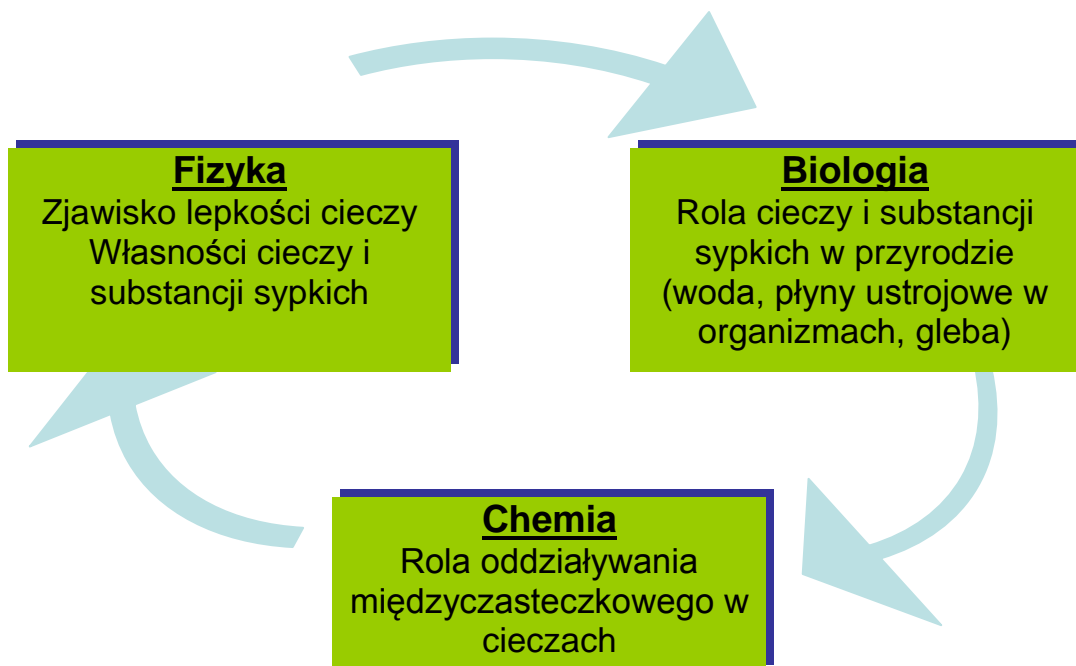 Fizyka
Zjawisko lepkości cieczy
Własności cieczy i
substancji sypkich
Biologia
Rola cieczy i substancji
sypkich w przyrodzie
(woda, płyny ustrojowe w
organizmach, gleba)
Chemia
Rola oddziaływania
międzyczasteczkowego w
cieczach